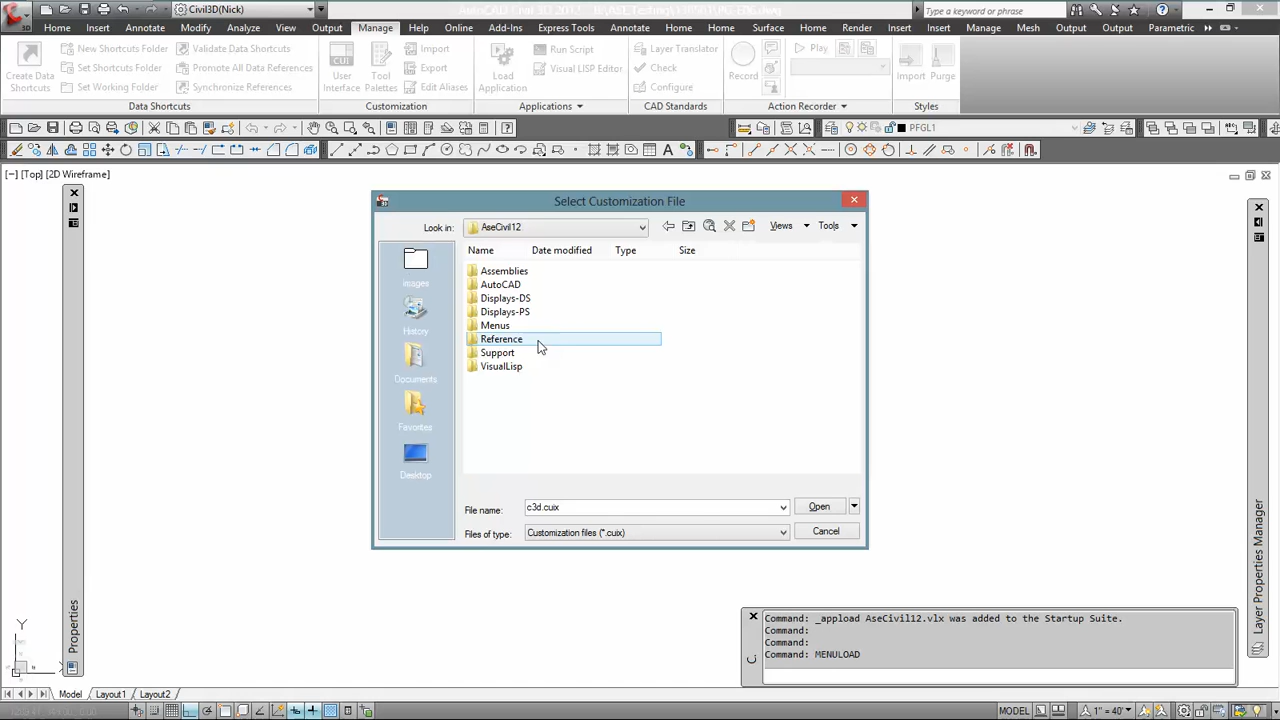 Civil3D(Nick)
Type a keyword or phrase
Home Insert Annotate Modify Analyze View Output Manage Help Online Add-Ins Express Tools Annotate Home Home Render Insert Insert Manage Mesh Output Output Parametric
Create Data
Shortcuts
New Shortcuts Folder
Set Shortcuts Folder
Set Working Folder
Validate Data Shortcuts
Promote All Data References
Synchronize References
Data Shortcuts
CUI
User
Interface
Tool
Palettes
Import
Export
Edit Aliases
Customization
Load
Application
Run Script
Visual LISP Editor
Applications
Layer Translator
Check
Configure
CAD Standards
Record
Play
Action Recorder
Import
Purge
Styles
PFGL1
[−] [Top] [2D Wireframe]
Select Customization File
Look in: AseCivil12
Views Tools
Name Date modified Type Size
Assemblies
AutoCAD
Displays-DS
Displays-PS
Menus
Reference
Support
VisualLisp
images
History
Documents
Favorites
Desktop
File name: c3d.cuix Open
Files of type: Customization files (*.cuix) Cancel
Properties
Layer Properties Manager
Command: _appload AseCivil12.vlx was added to the Startup Suite.
Command:
Command:
Command: MENULOAD
Y
Model Layout1 Layout2
MODEL 1" = 40'